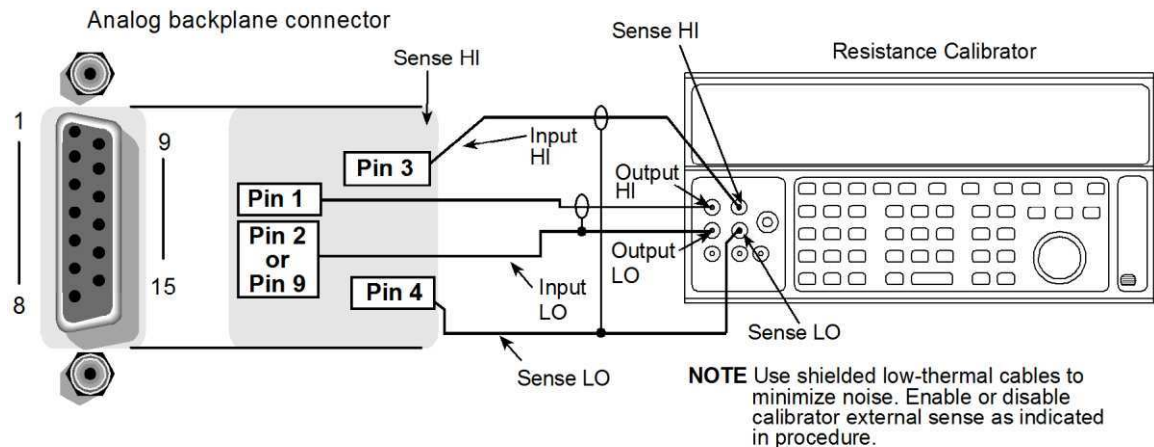 Analog backplane connector
Sense HI
Resistance Calibrator
Sense HI
1
9
Input
HI
Pin 3
Output
HI
Pin 1
Pin 2
or
Pin 9
Output
LO
15
8
Input
LO
Pin 4
Sense LO
Sense LO
NOTE Use shielded low-thermal cables to
minimize noise. Enable or disable
calibrator external sense as indicated
in procedure.